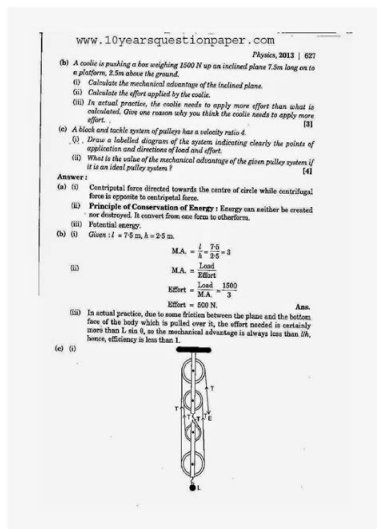 www.10yearsquestionpaper.com
Physics, 2013 | 627
(b) A coolie is pushing a box weighing 1500 N up an inclined plane 7.5m long on to
a platform, 2.5m above the ground.
(i) Calculate the mechanical advantage of the inclined plane.
(ii) Calculate the effort applied by the coolie.
(iii) In actual practice, the coolie needs to apply more effort than what is
calculated. Give one reason why you think the coolie needs to apply more
effort. [3]
(c) A block and tackle system of pulleys has a velocity ratio 4.
(i) Draw a labelled diagram of the system indicating clearly the points of
application and directions of load and effort.
(ii) What is the value of the mechanical advantage of the given pulley system if
it is an ideal pulley system ? [4]
Answer :
(a) (i) Centripetal force directed towards the centre of circle while centrifugal
force is opposite to centripetal force.
(ii) Principle of Conservation of Energy : Energy can neither be created
nor destroyed. It convert from one form to otherform.
(iii) Potential energy.
(b) (i) Given : l = 7·5 m, h = 2·5 m.
M.A. = l/h = 7·5/2·5 = 3
(ii) M.A. = Load/Effort
Effort = Load/M.A. = 1500/3
Effort = 500 N. Ans.
(iii) In actual practice, due to some friction between the plane and the bottom
face of the body which is pulled over it, the effort needed is certainly
more than L sin θ, so the mechanical advantage is always less than l/h,
hence, efficiency is less than 1.
(c) (i)
T
T T T E
L